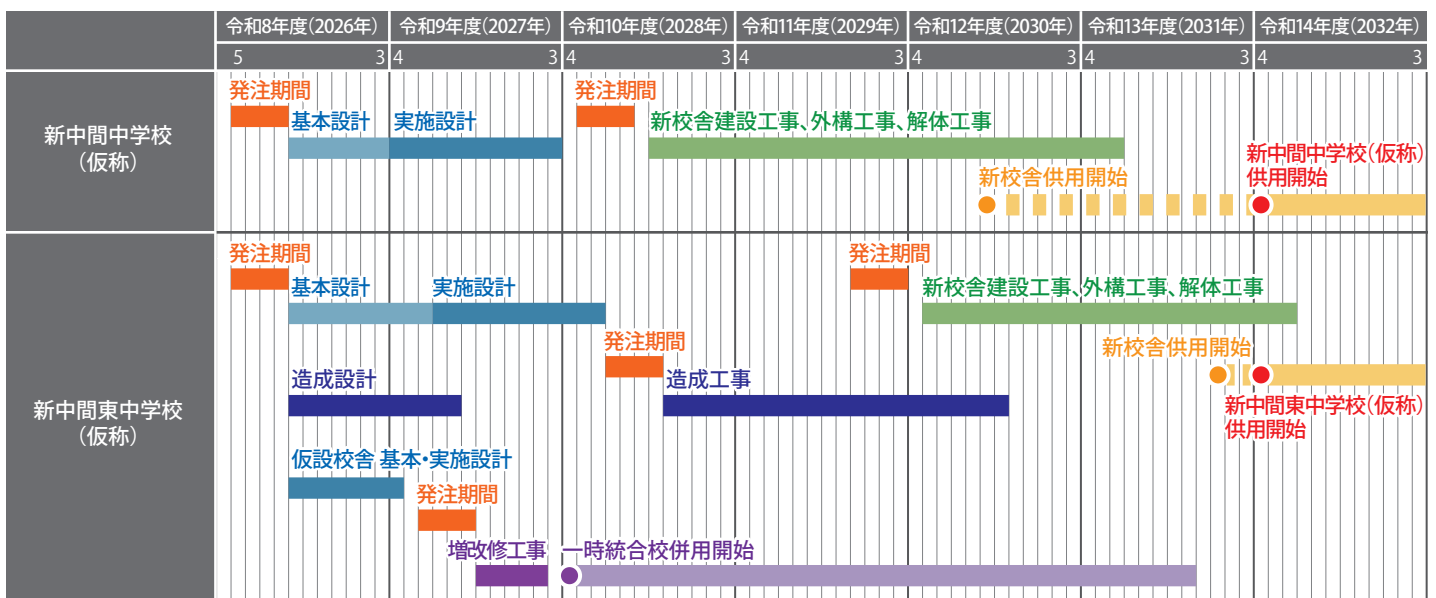 令和8年度(2026年) 令和9年度(2027年) 令和10年度(2028年) 令和11年度(2029年) 令和12年度(2030年) 令和13年度(2031年) 令和14年度(2032年)
5 3 4 3 4 3 4 3 4 3 4 3 4 3
新中間中学校
(仮称)
発注期間
発注期間
基本設計 実施設計
新校舎建設工事、外構工事、解体工事
新校舎供用開始
新中間中学校(仮称)
供用開始
新中間東中学校
(仮称)
発注期間
発注期間
基本設計 実施設計
新校舎建設工事、外構工事、解体工事
発注期間
新校舎供用開始
造成設計
造成工事
新中間東中学校(仮称)
供用開始
仮設校舎 基本・実施設計
発注期間
増改修工事
一時統合校併用開始